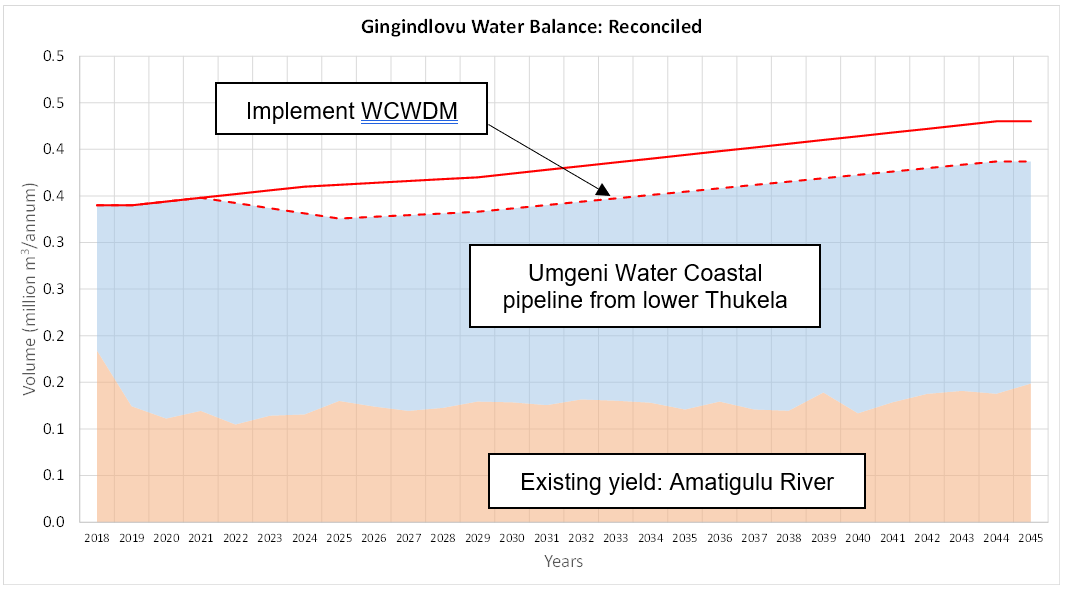 Gingindlovu Water Balance: Reconciled
0.5
0.5
0.4
0.4
0.3
0.3
0.2
0.2
0.1
0.1
0.0
Volume (million m³/annum)
Implement WCWDM
Umgeni Water Coastal
pipeline from lower Thukela
Existing yield: Amatigulu River
2018 2019 2020 2021 2022 2023 2024 2025 2026 2027 2028 2029 2030 2031 2032 2033 2034 2035 2036 2037 2038 2039 2040 2041 2042 2043 2044 2045
Years